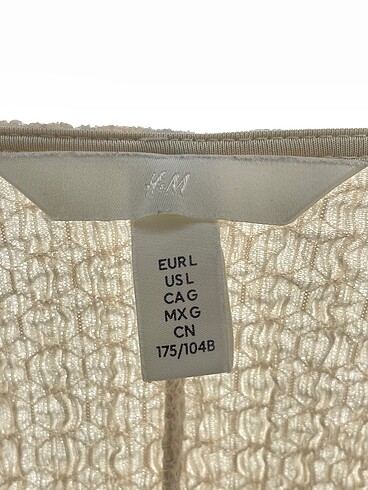 H&M
EUR L
US L
CA G
MX G
CN
175/104B